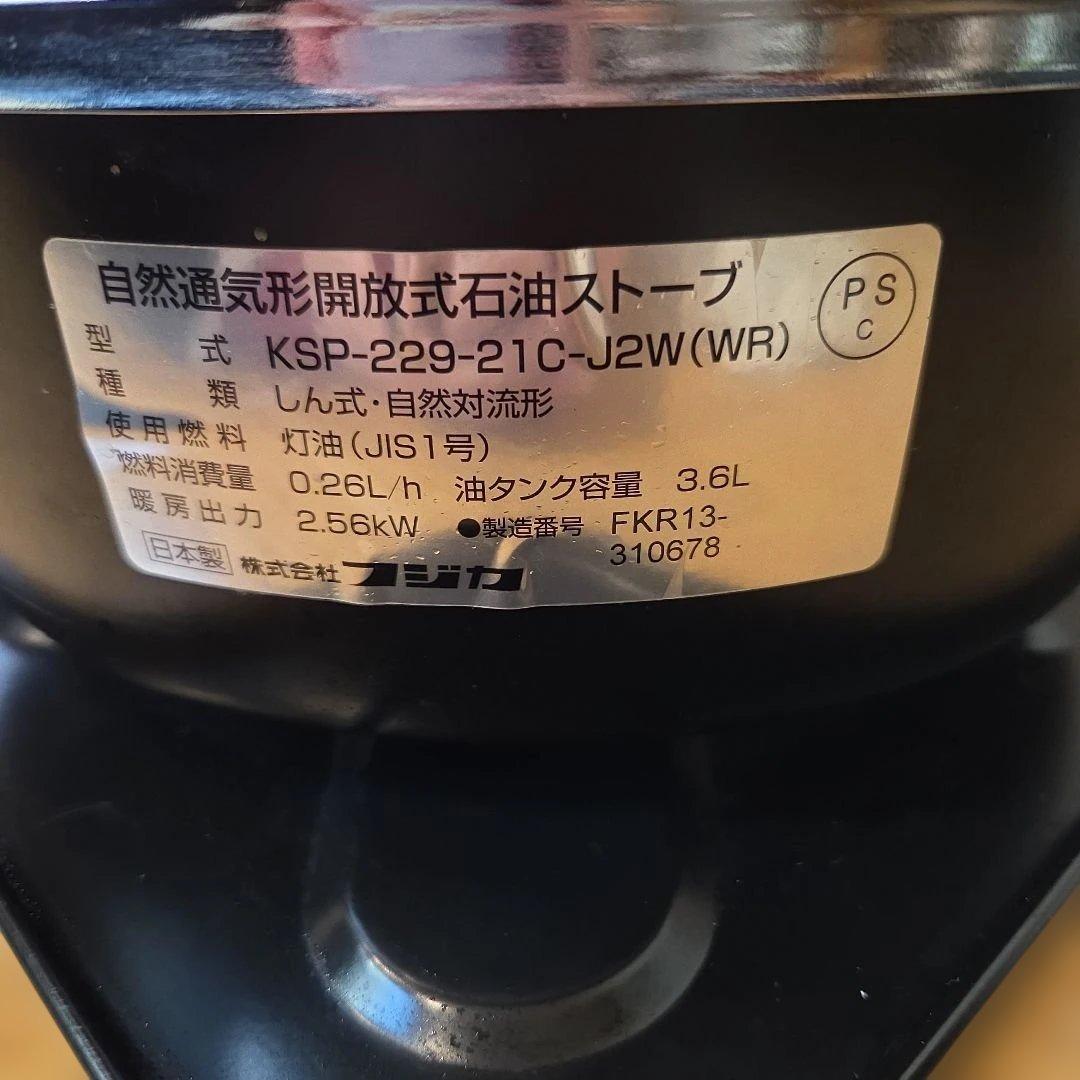 自然通気形開放式石油ストーブ
PS
C
型 式 KSP-229-21C-J2W(WR)
種 類 しん式・自然対流形
使用燃料 灯油(JIS1号)
燃料消費量 0.26L/h 油タンク容量 3.6L
暖房出力 2.56kW ●製造番号 FKR13-
310678
日本製 株式会社フジカ